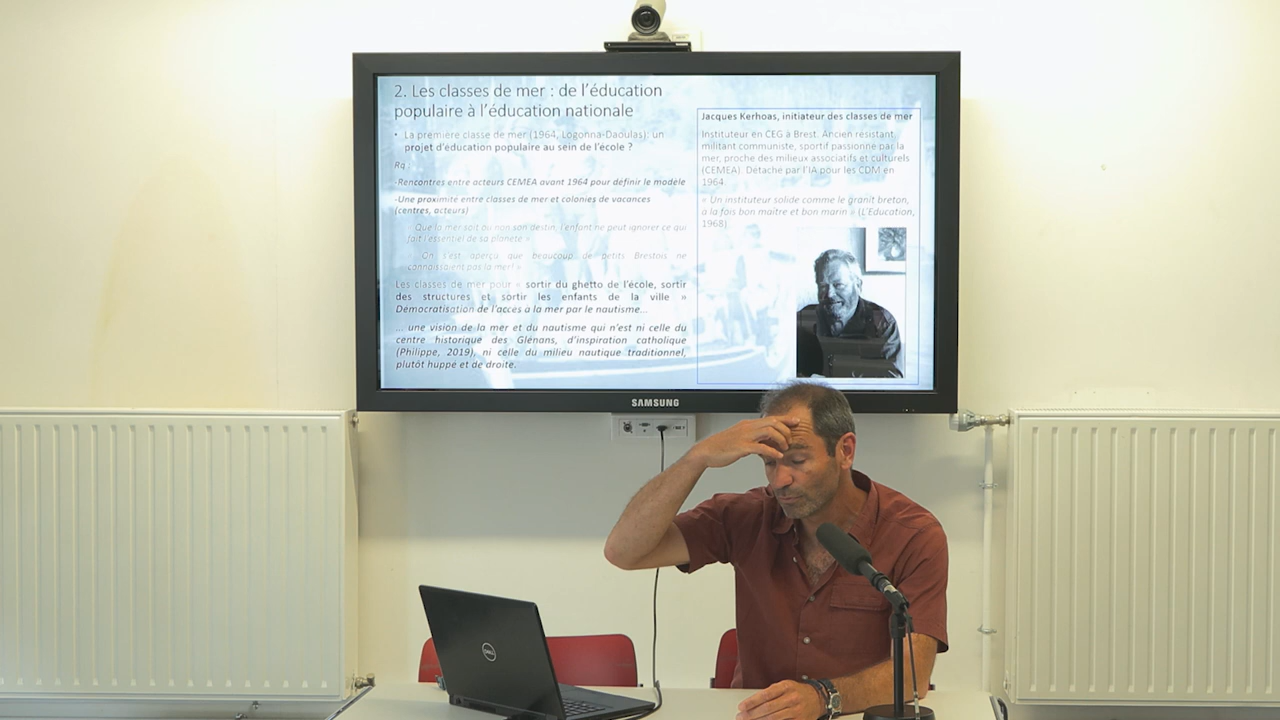 2. Les classes de mer : de l'éducation
populaire à l'éducation nationale
• La première classe de mer (1964, Logonna-Daoulas): un
projet d'éducation populaire au sein de l'école ?
Rq :
-Rencontres entre acteurs CEMEA avant 1964 pour définir le modèle
-Une proximité entre classes de mer et colonies de vacances
(centres, acteurs)
Que la mer soit ou non son destin, l'enfant ne peut ignorer ce qui
fait l'essentiel de sa planète »
On s'est aperçu que beaucoup de petits Brestois ne
connaissaient pas la mer! »
Les classes de mer pour « sortir du ghetto de l'école, sortir
des structures et sortir les enfants de la ville »
Démocratisation de l'accès à la mer par le nautisme...
... une vision de la mer et du nautisme qui n'est ni celle du
centre historique des Glénans, d'inspiration catholique
(Philippe, 2019), ni celle du milieu nautique traditionnel,
plutôt huppé et de droite.
Jacques Kerhoas, initiateur des classes de mer
Instituteur en CEG à Brest. Ancien résistant,
militant communiste, sportif passionné par la
mer, proche des milieux associatifs et culturels
(CEMEA). Détaché par l'IA pour les CDM en
1964.
« Un instituteur solide comme le granit breton,
à la fois bon maître et bon marin » (L'Education,
1968)
SAMSUNG
DELL